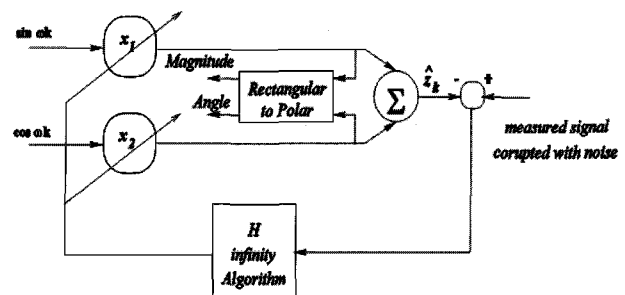 sin ωk
x1
Magnitude
Rectangular
to Polar
Angle
Σ
ẑk
-
+
cos ωk
x2
measured signal
corupted with noise
H
infinity
Algorithm